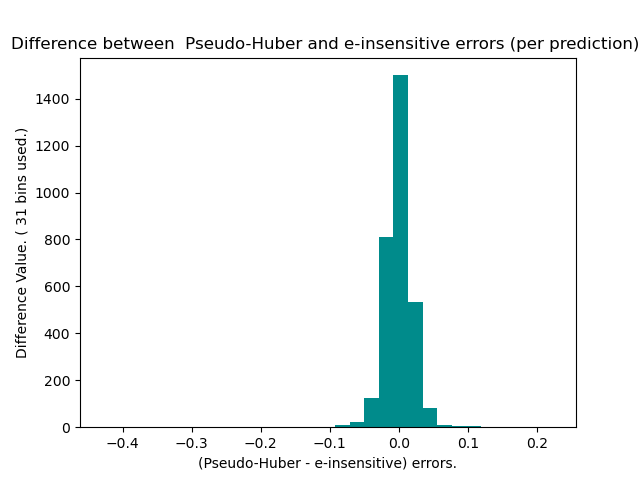 Difference between  Pseudo-Huber and e-insensitive errors (per prediction)
Difference Value. ( 31 bins used.)
1400
1200
1000
800
600
400
200
0
−0.4 −0.3 −0.2 −0.1 0.0 0.1 0.2
(Pseudo-Huber - e-insensitive) errors.